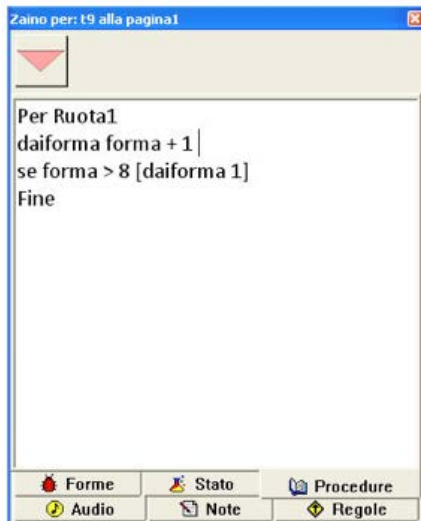 Zaino per: t9 alla pagina1
Per Ruota1
daiforma forma + 1
se forma > 8 [daiforma 1]
Fine
Forme
Stato
Procedure
Audio
Note
Regole